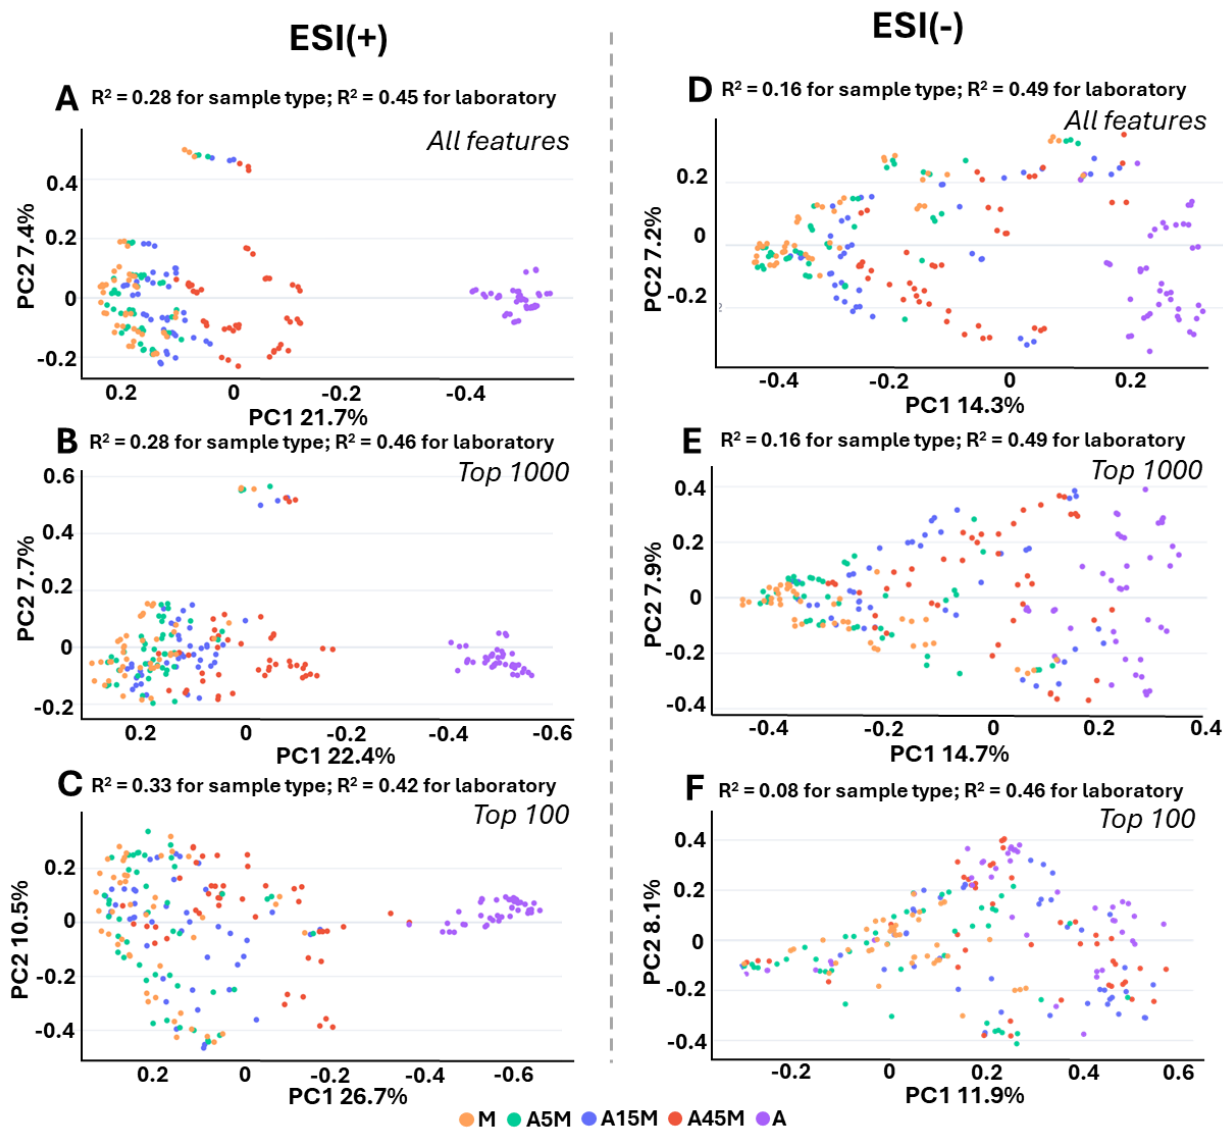 ESI(+)
ESI(-)
A R² = 0.28 for sample type; R² = 0.45 for laboratory
All features
PC2 7.4%
0.4
0.2
0
-0.2
0.2 0 -0.2 -0.4
PC1 21.7%
B R² = 0.28 for sample type; R² = 0.46 for laboratory
Top 1000
PC2 7.7%
0.6
0.4
0.2
0
-0.2
0.2 0 -0.2 -0.4 -0.6
PC1 22.4%
C R² = 0.33 for sample type; R² = 0.42 for laboratory
Top 100
PC2 10.5%
0.2
0
-0.2
-0.4
0.2 0 -0.2 -0.4 -0.6
PC1 26.7%
D R² = 0.16 for sample type; R² = 0.49 for laboratory
All features
PC2 7.2%
0.2
0
-0.2
2
-0.4 -0.2 0 0.2
PC1 14.3%
E R² = 0.16 for sample type; R² = 0.49 for laboratory
Top 1000
PC2 7.9%
0.4
0.2
0
-0.2
-0.4
-0.4 -0.2 0 0.2 0.4
PC1 14.7%
F R² = 0.08 for sample type; R² = 0.46 for laboratory
Top 100
PC2 8.1%
0.4
0.2
0
-0.2
-0.4
-0.2 0 0.2 0.4 0.6
PC1 11.9%
M A5M A15M A45M A